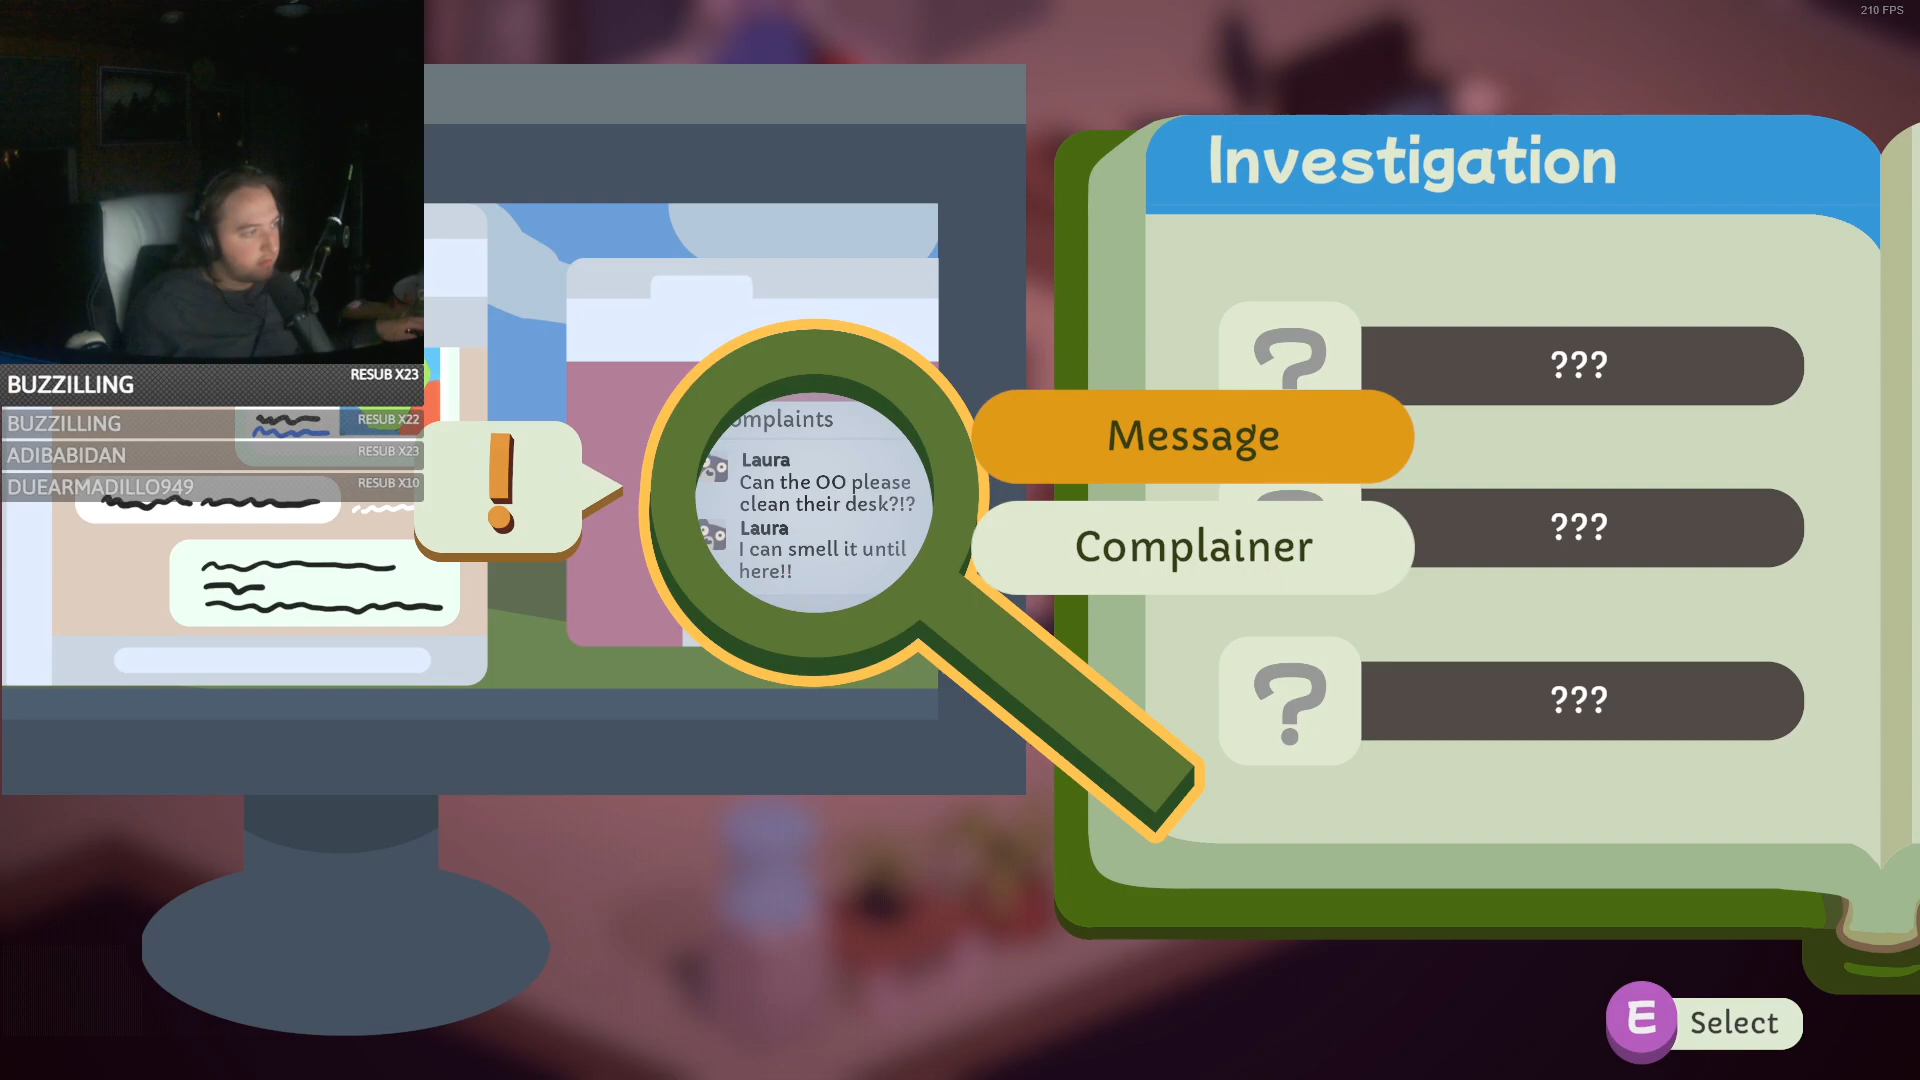 210 FPS
Investigation
BUZZILLING RESUB X23
BUZZILLING RESUB X22
ADIBABIDAN RESUB X23
DUEARMADILLO949 RESUB X10
omplaints
Laura
Can the OO please
clean their desk?!?
Laura
I can smell it until
here!!
???
Message
???
Complainer
???
E Select